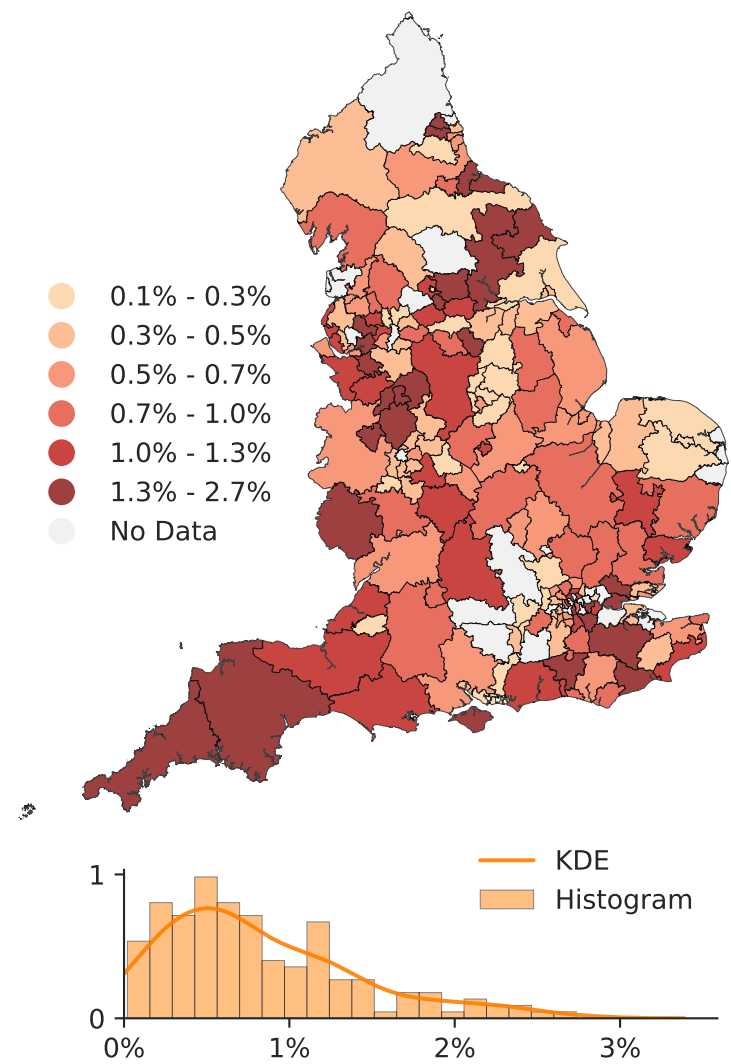 0.1% - 0.3%
0.3% - 0.5%
0.5% - 0.7%
0.7% - 1.0%
1.0% - 1.3%
1.3% - 2.7%
No Data
KDE
Histogram
1
0
0%
1%
2%
3%